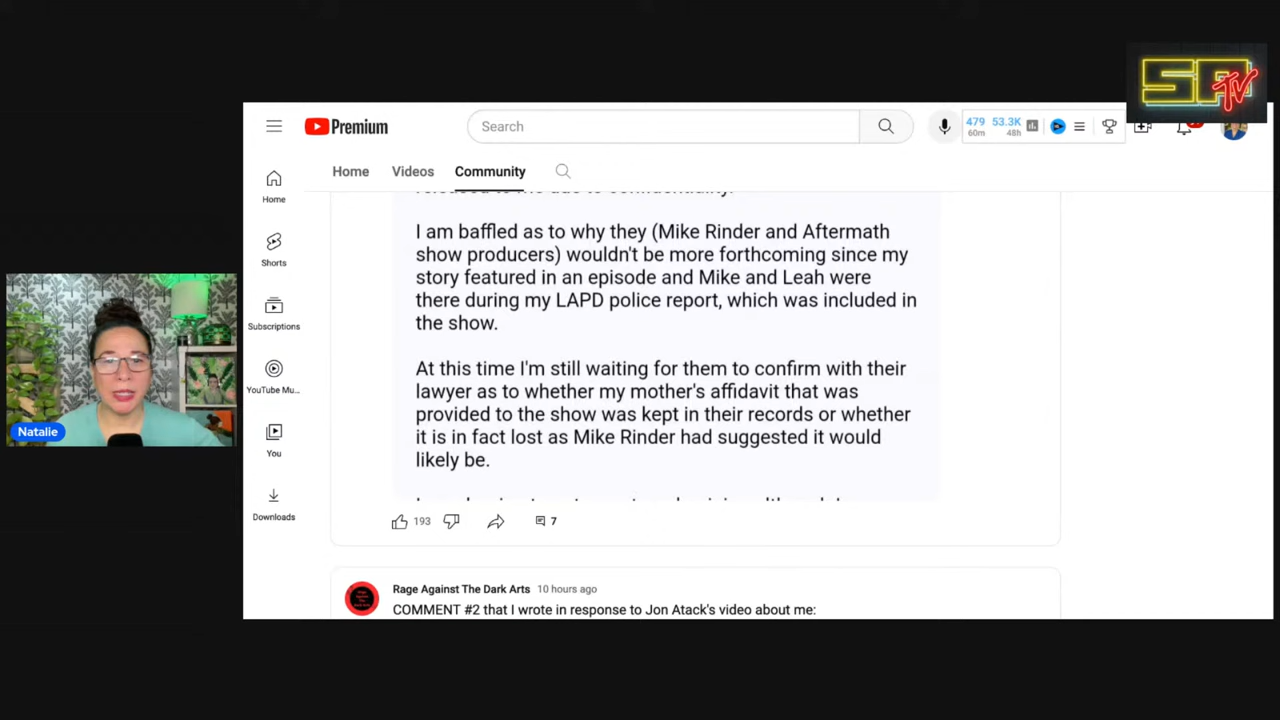 SPTV
Premium
Search
479 53.3K
60m 48h
Home Videos Community
Home
Shorts
Subscriptions
YouTube Mu...
You
Downloads
Natalie
I am baffled as to why they (Mike Rinder and Aftermath
show producers) wouldn't be more forthcoming since my
story featured in an episode and Mike and Leah were
there during my LAPD police report, which was included in
the show.
At this time I'm still waiting for them to confirm with their
lawyer as to whether my mother's affidavit that was
provided to the show was kept in their records or whether
it is in fact lost as Mike Rinder had suggested it would
likely be.
193
7
Rage Against The Dark Arts 10 hours ago
COMMENT #2 that I wrote in response to Jon Atack's video about me: